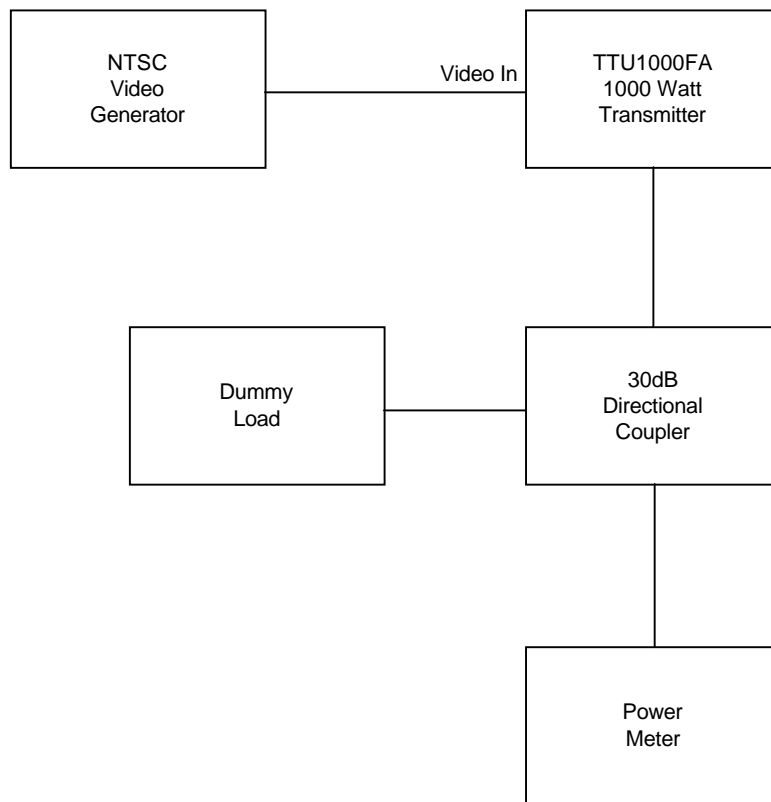 NTSC
Video
Generator
Video In
TTU1000FA
1000 Watt
Transmitter
Dummy
Load
30dB
Directional
Coupler
Power
Meter